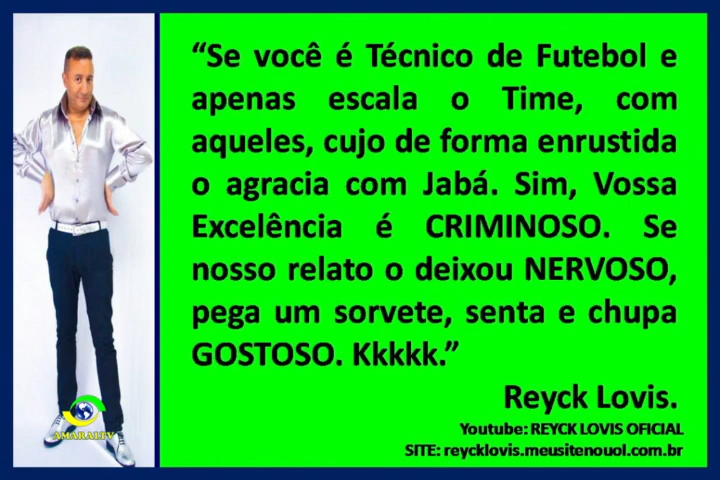 “Se você é Técnico de Futebol e
apenas escala o Time, com
aqueles, cujo de forma enrustida
o agracia com Jabá. Sim, Vossa
Excelência é CRIMINOSO. Se
nosso relato o deixou NERVOSO,
pega um sorvete, senta e chupa
GOSTOSO. Kkkkk.”
Reyck Lovis.
Youtube: REYCK LOVIS OFICIAL
SITE: reycklovis.meusitenouol.com.br
AMARALTV